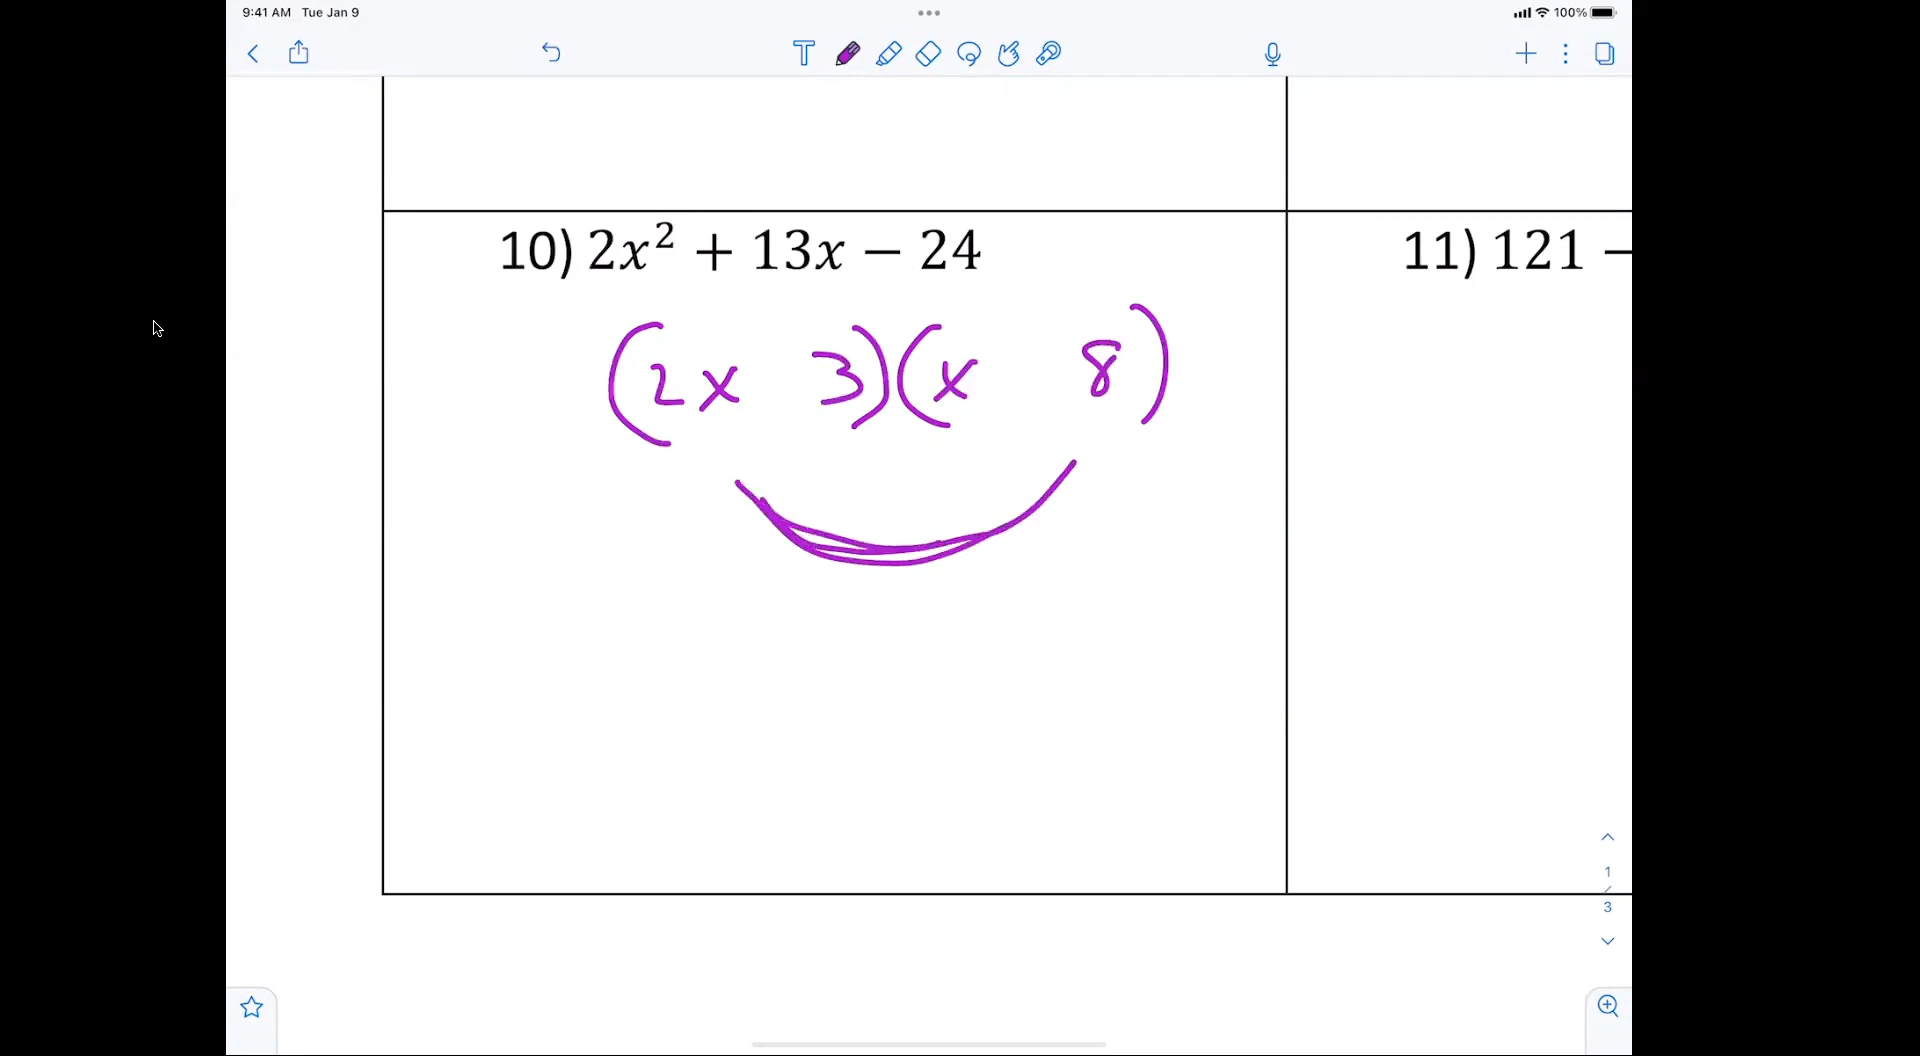 9:41 AM Tue Jan 9
100%
T
10) 2x² + 13x − 24
11) 121 −
(2x 3)(x 8)
1
/
3